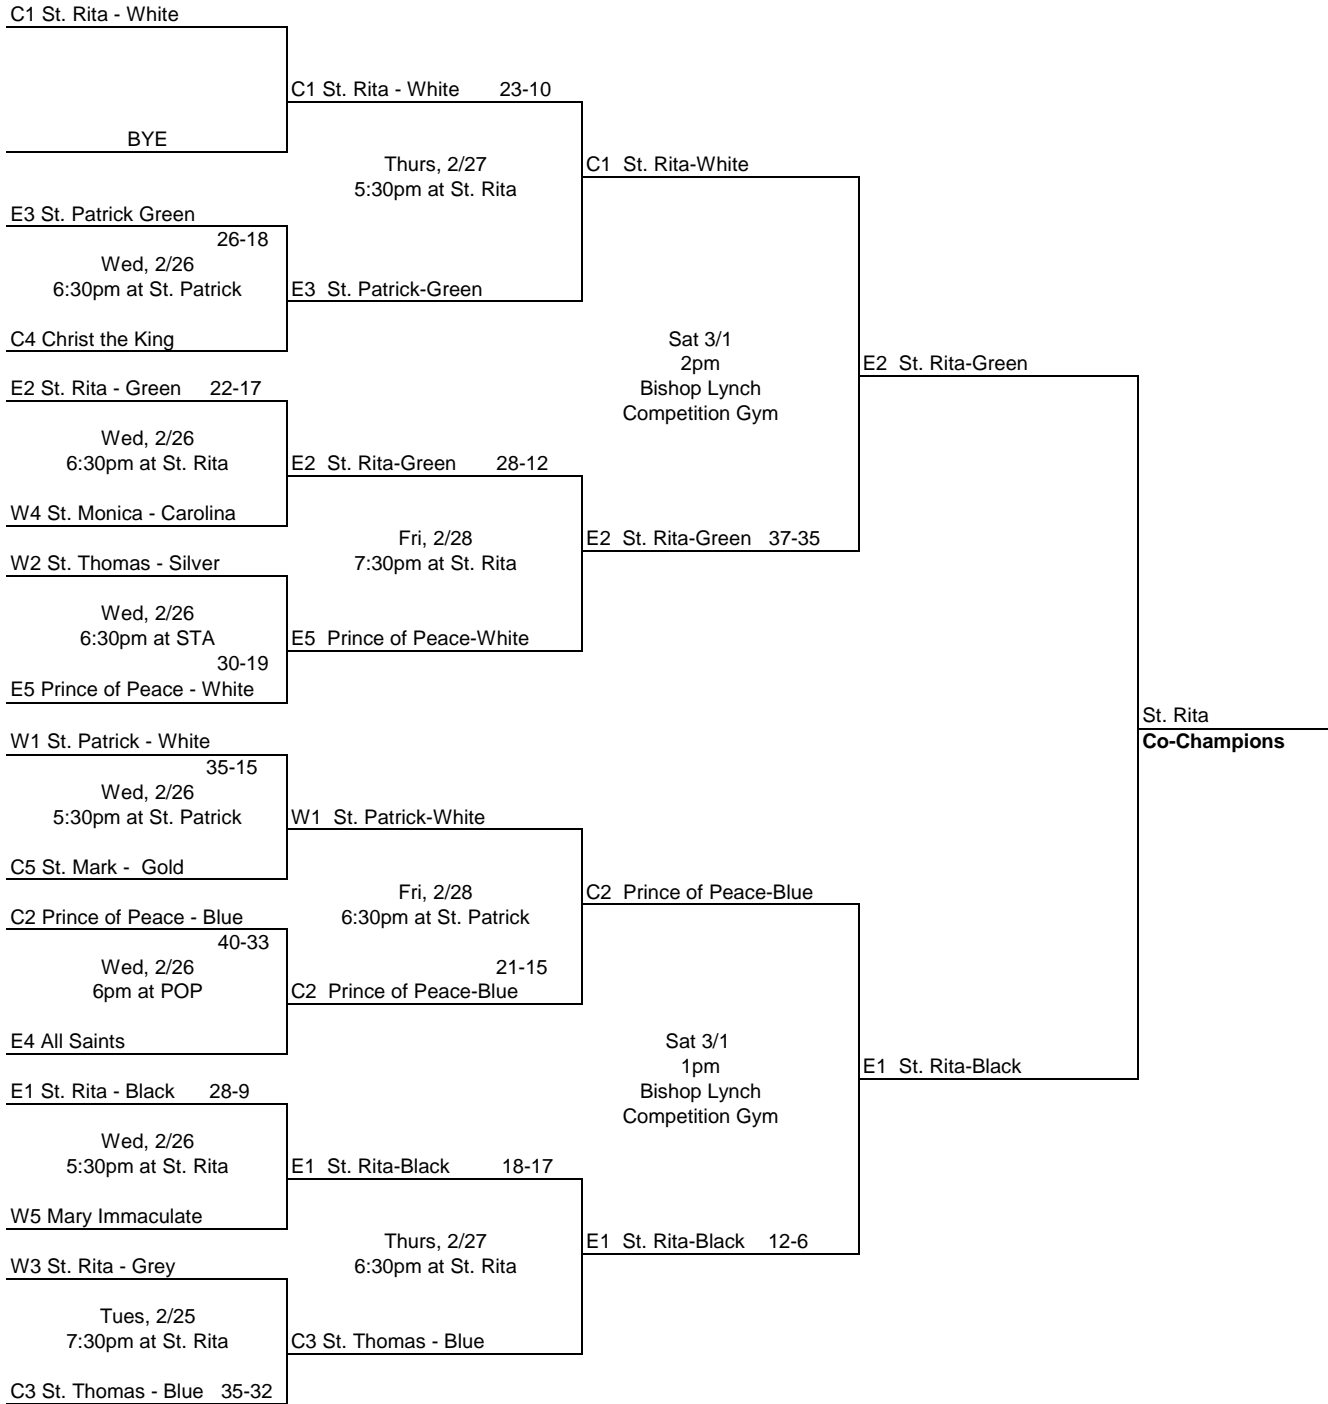 C1 St. Rita - White
C1 St. Rita - White 23-10
BYE
Thurs, 2/27
5:30pm at St. Rita
C1 St. Rita-White
E3 St. Patrick Green
26-18
Wed, 2/26
6:30pm at St. Patrick
E3 St. Patrick-Green
C4 Christ the King
Sat 3/1
2pm
Bishop Lynch
Competition Gym
E2 St. Rita-Green
E2 St. Rita - Green 22-17
Wed, 2/26
6:30pm at St. Rita
E2 St. Rita-Green 28-12
W4 St. Monica - Carolina
Fri, 2/28
7:30pm at St. Rita
E2 St. Rita-Green 37-35
W2 St. Thomas - Silver
Wed, 2/26
6:30pm at STA
30-19
E5 Prince of Peace-White
E5 Prince of Peace - White
St. Rita
Co-Champions
W1 St. Patrick - White
35-15
Wed, 2/26
5:30pm at St. Patrick
W1 St. Patrick-White
C5 St. Mark - Gold
Fri, 2/28
6:30pm at St. Patrick
C2 Prince of Peace-Blue
C2 Prince of Peace - Blue
40-33
Wed, 2/26
6pm at POP
21-15
C2 Prince of Peace-Blue
E4 All Saints
Sat 3/1
1pm
Bishop Lynch
Competition Gym
E1 St. Rita-Black
E1 St. Rita - Black 28-9
Wed, 2/26
5:30pm at St. Rita
E1 St. Rita-Black 18-17
W5 Mary Immaculate
Thurs, 2/27
6:30pm at St. Rita
E1 St. Rita-Black 12-6
W3 St. Rita - Grey
Tues, 2/25
7:30pm at St. Rita
C3 St. Thomas - Blue
C3 St. Thomas - Blue 35-32